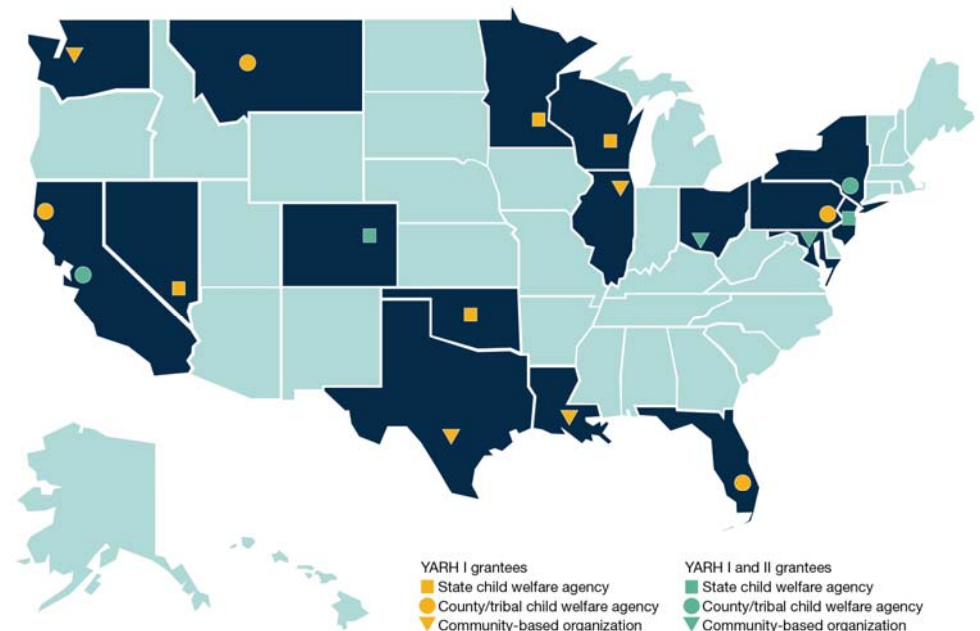 YARH I grantees
State child welfare agency
County/tribal child welfare agency
Community-based organization
YARH I and II grantees
State child welfare agency
County/tribal child welfare agency
Community-based organization